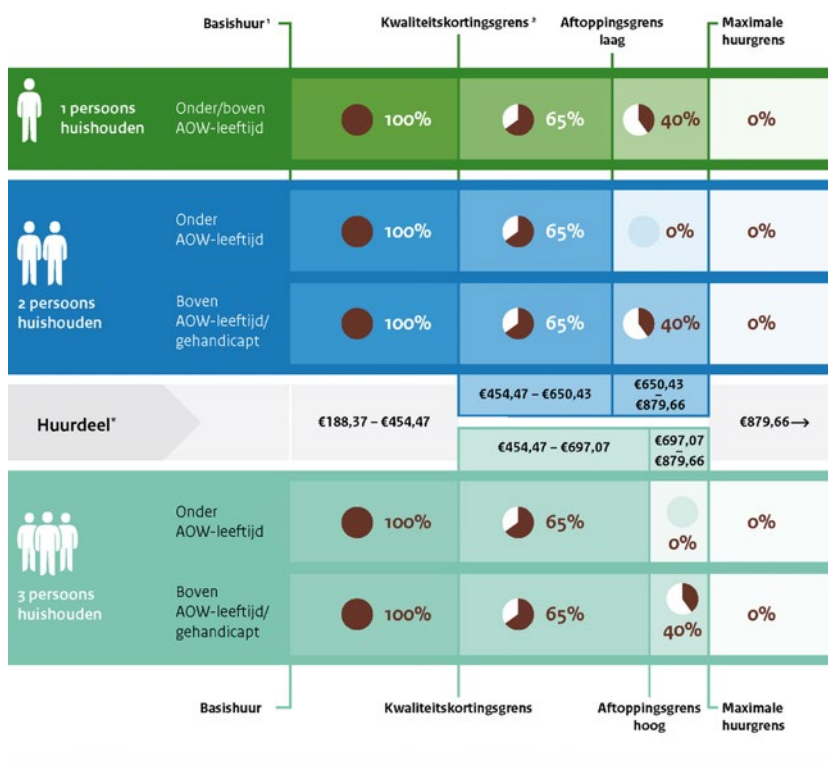 Basishuur ¹
Kwaliteitskortingsgrens ²
Aftoppingsgrens
laag
Maximale
huurgrens
1 persoons
huishouden
Onder/boven
AOW-leeftijd
100%
65%
40%
0%
2 persoons
huishouden
Onder
AOW-leeftijd
100%
65%
0%
0%
Boven
AOW-leeftijd/
gehandicapt
100%
65%
40%
0%
Huurdeel*
€188,37 – €454,47
€454,47 – €650,43
€650,43
–
€879,66
€454,47 – €697,07
€697,07
–
€879,66
€879,66→
3 persoons
huishouden
Onder
AOW-leeftijd
100%
65%
0%
0%
Boven
AOW-leeftijd/
gehandicapt
100%
65%
40%
0%
Basishuur
Kwaliteitskortingsgrens
Aftoppingsgrens
hoog
Maximale
huurgrens